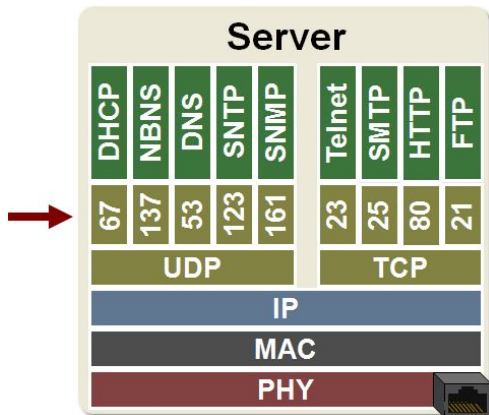 Server
DHCP NBNS DNS SNTP SNMP Telnet SMTP HTTP FTP
67 137 53 123 161 23 25 80 21
UDP TCP
IP
MAC
PHY